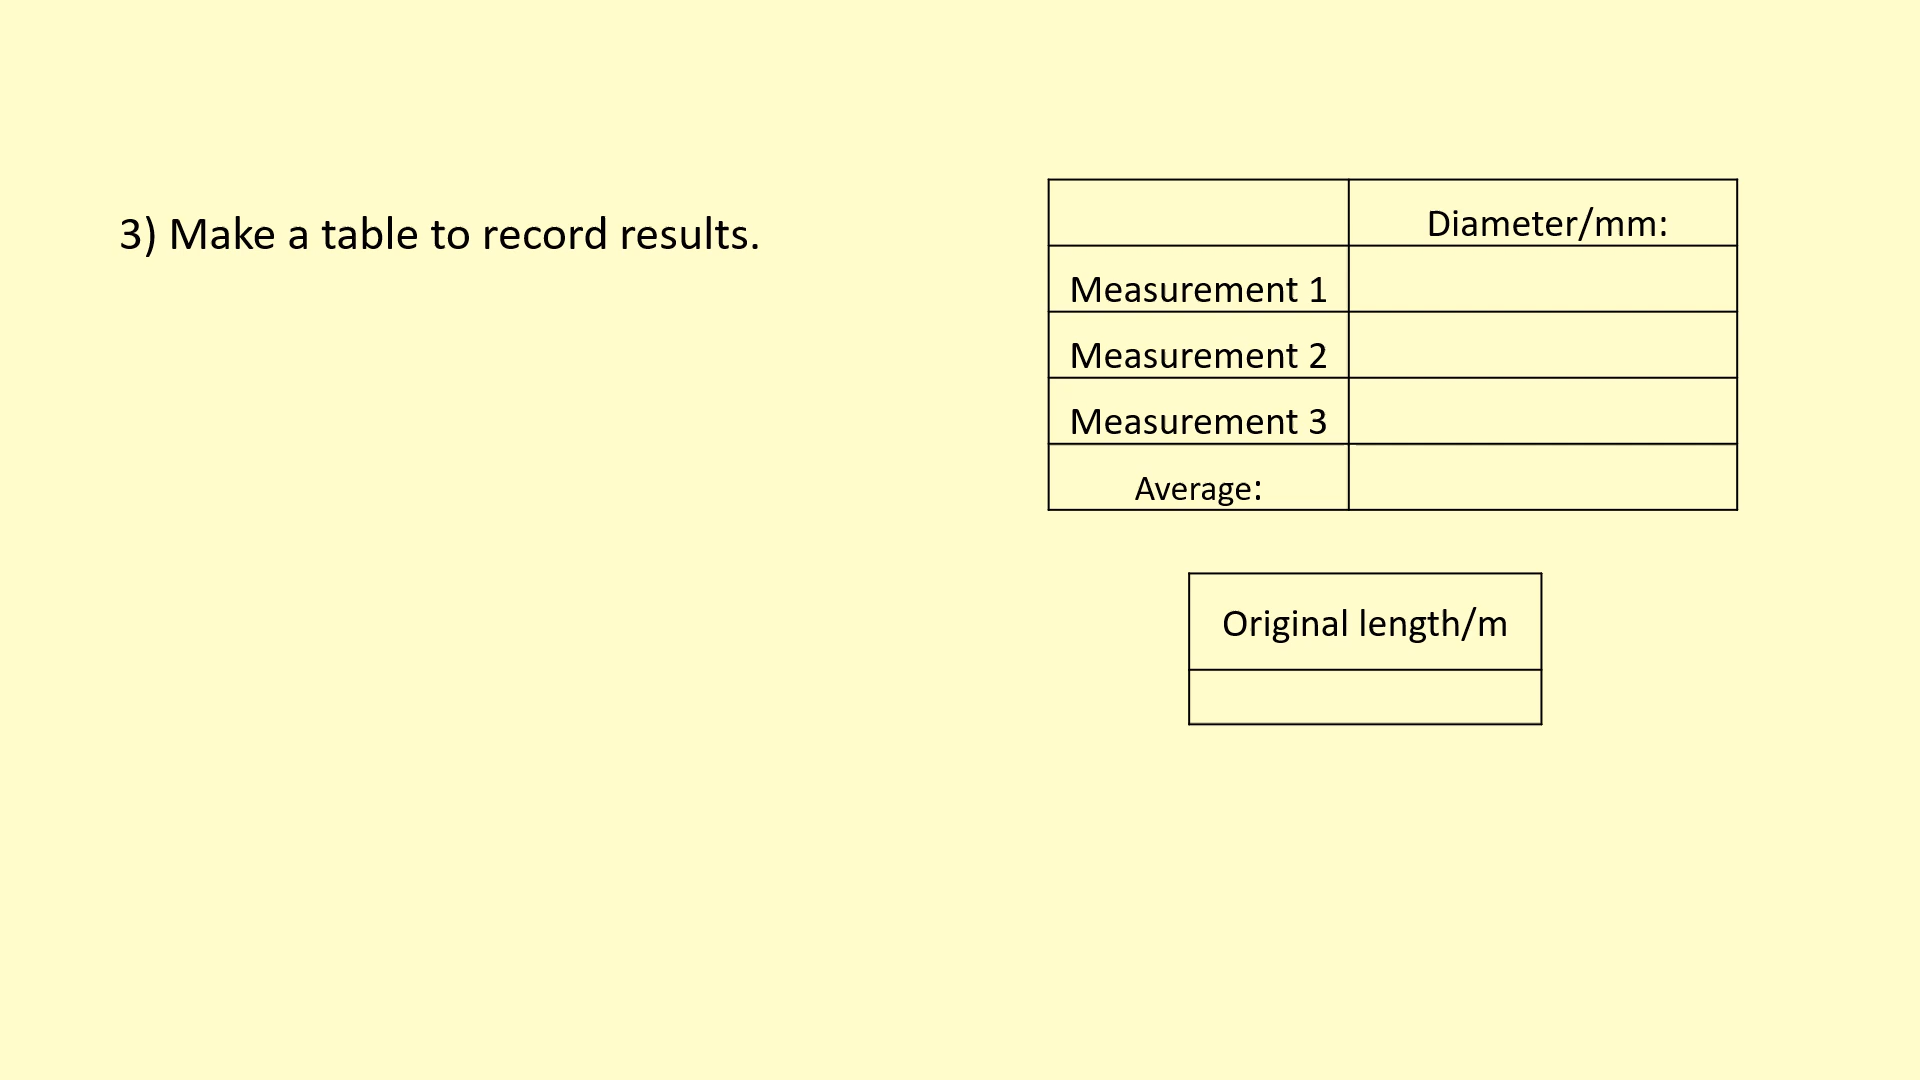 3) Make a table to record results.
Diameter/mm:
Measurement 1
Measurement 2
Measurement 3
Average:
Original length/m